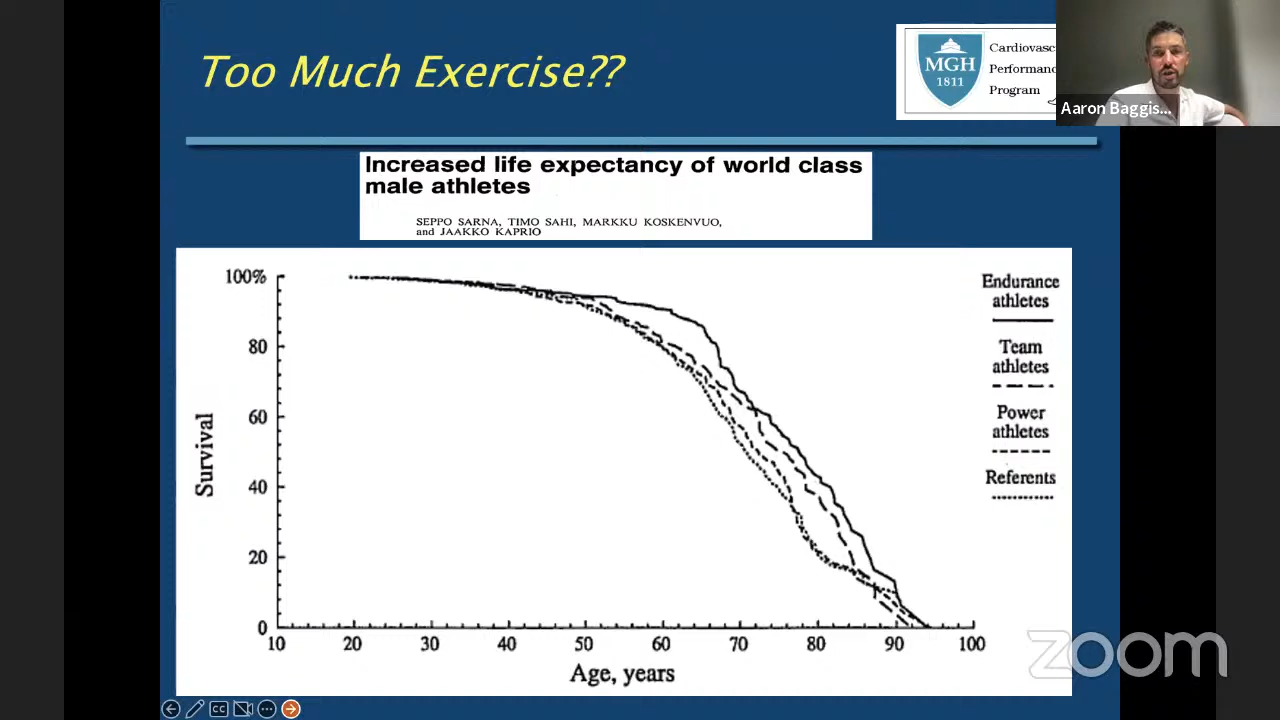 Too Much Exercise??
MGH
1811
Cardiovasc
Performanc
Program
Aaron Baggis...
Increased life expectancy of world class
male athletes
SEPPO SARNA, TIMO SAHI, MARKKU KOSKENVUO,
and JAAKKO KAPRIO
100%
80
60
40
20
0
Survival
10 20 30 40 50 60 70 80 90 100
Age, years
Endurance
athletes
Team
athletes
Power
athletes
Referents
zoom
CC